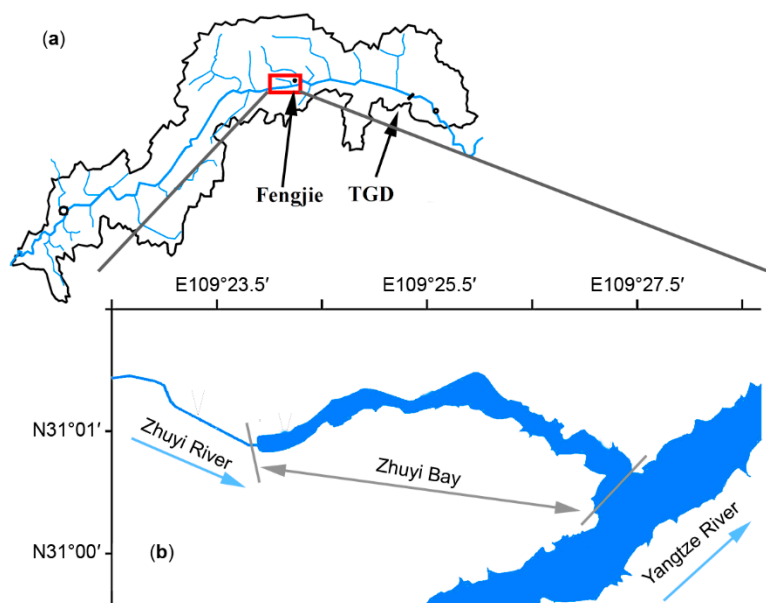 (a)
Fengjie
TGD
E109°23.5′
E109°25.5′
E109°27.5′
N31°01′
Zhuyi River
Zhuyi Bay
N31°00′
(b)
Yangtze River